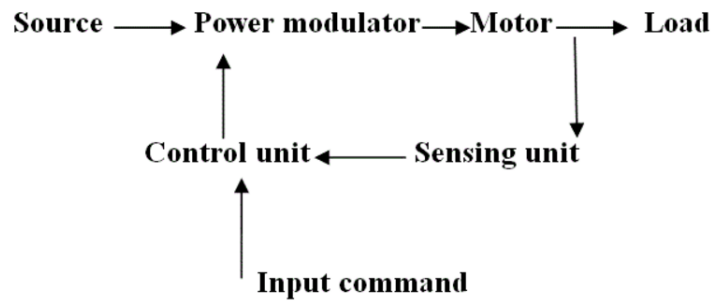 Source Power modulator Motor Load
Control unit Sensing unit
Input command